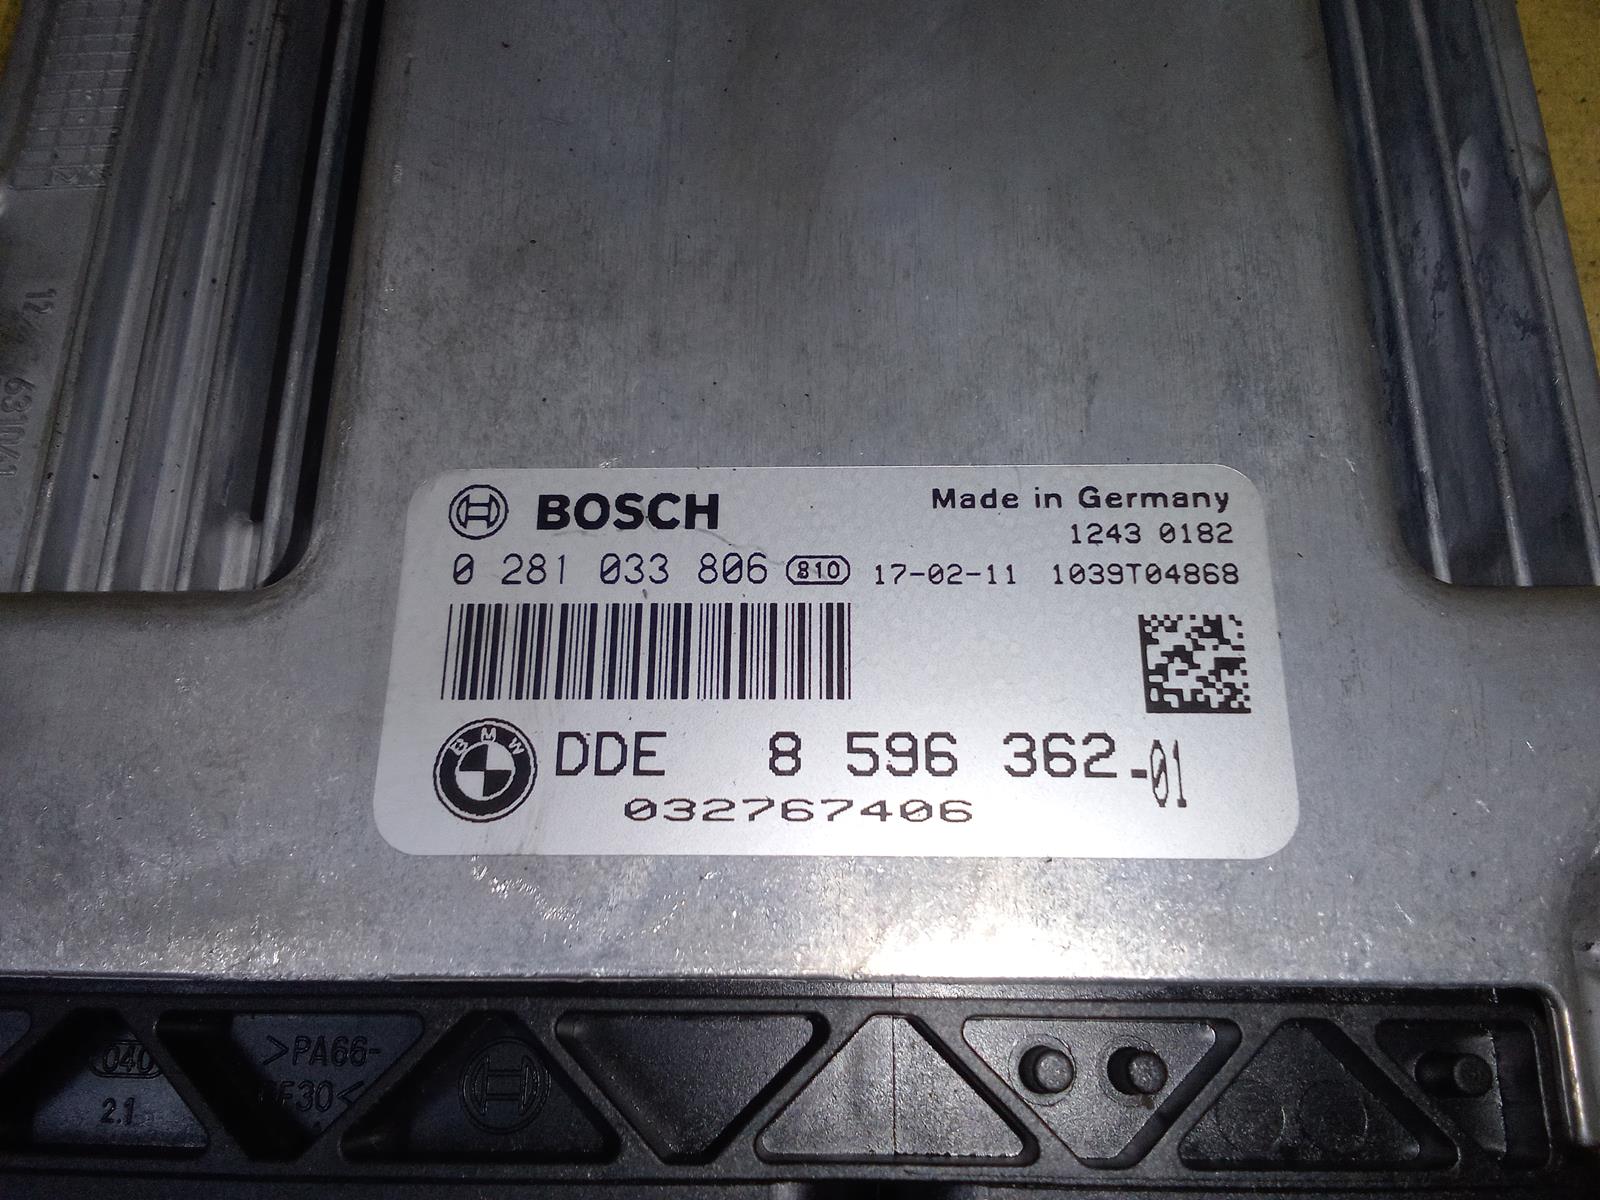 BOSCH
Made in Germany
1243 0182
0 281 033 806 810 17-02-11 1039T04868
BMW DDE 8 596 362-01
032767406
040
2.1
>PA66-